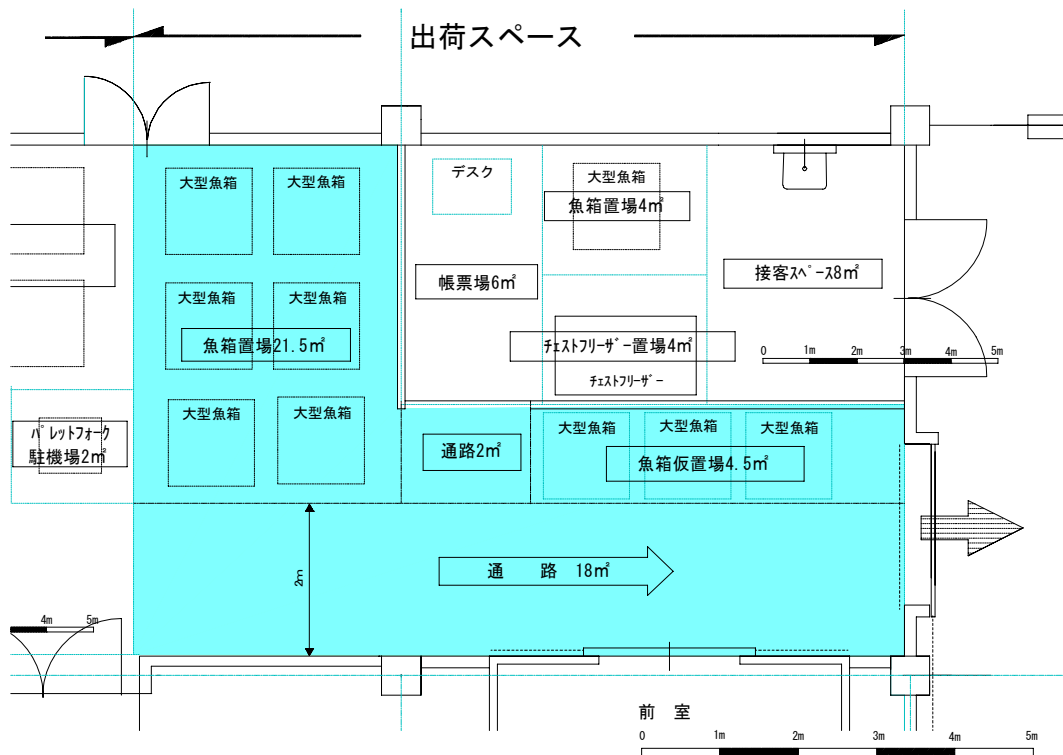 出荷スペース
大型魚箱
大型魚箱
デスク
大型魚箱
魚箱置場4㎡
帳票場6㎡
接客ｽﾍﾟｰｽ8㎡
大型魚箱
大型魚箱
魚箱置場21.5㎡
ﾁｪｽﾄﾌﾘｰｻﾞｰ置場4㎡
ﾁｪｽﾄﾌﾘｰｻﾞｰ
0 1m 2m 3m 4m 5m
大型魚箱
大型魚箱
ﾊﾟﾚｯﾄﾌｫｰｸ
駐機場2㎡
通路2㎡
大型魚箱
大型魚箱
大型魚箱
魚箱仮置場4.5㎡
2m
通　路　18㎡
4m 5m
前　室
0 1m 2m 3m 4m 5m